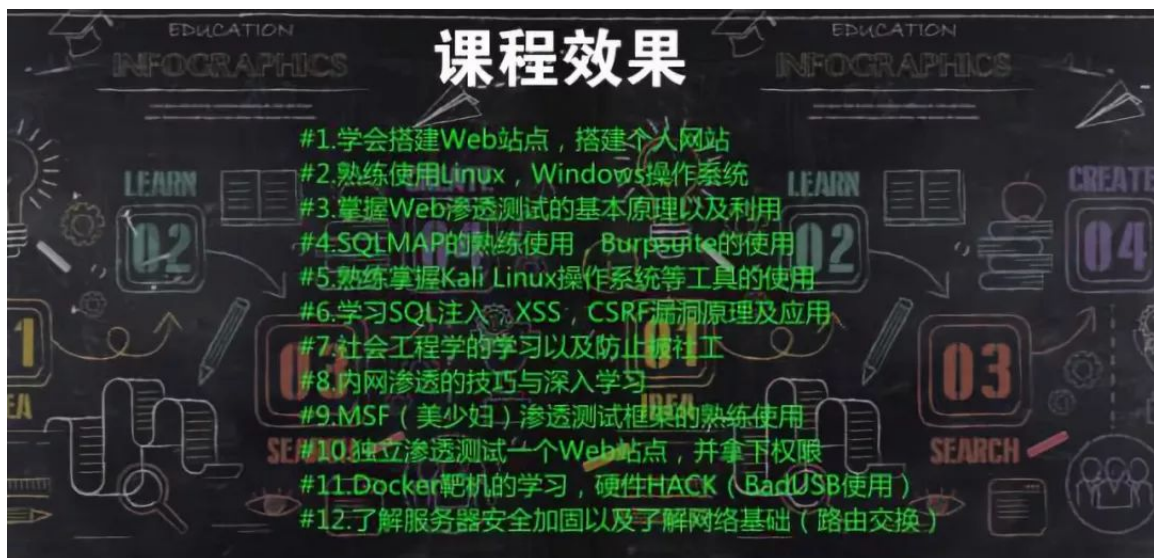 EDUCATION
INFOGRAPHICS
课程效果
EDUCATION
INFOGRAPHICS
#1.学会搭建Web站点，搭建个人网站
#2.熟练使用Linux，Windows操作系统
#3.掌握Web渗透测试的基本原理以及利用
#4.SQLMAP的熟练使用， Burpsuite的使用
#5.熟练掌握Kali Linux操作系统等工具的使用
#6.学习SQL注入，XSS，CSRF漏洞原理及应用
#7.社会工程学的学习以及防止被社工
#8.内网渗透的技巧与深入学习
#9.MSF（美少妇）渗透测试框架的熟练使用
#10.独立渗透测试一个Web站点，并拿下权限
#11.Docker靶机的学习，硬件HACK（BadUSB使用）
#12.了解服务器安全加固以及了解网络基础（路由交换）
LEARN
02
CREATE
LEARN
02
CREATE
04
1
EA
03
01
IDEA
03
SEARCH